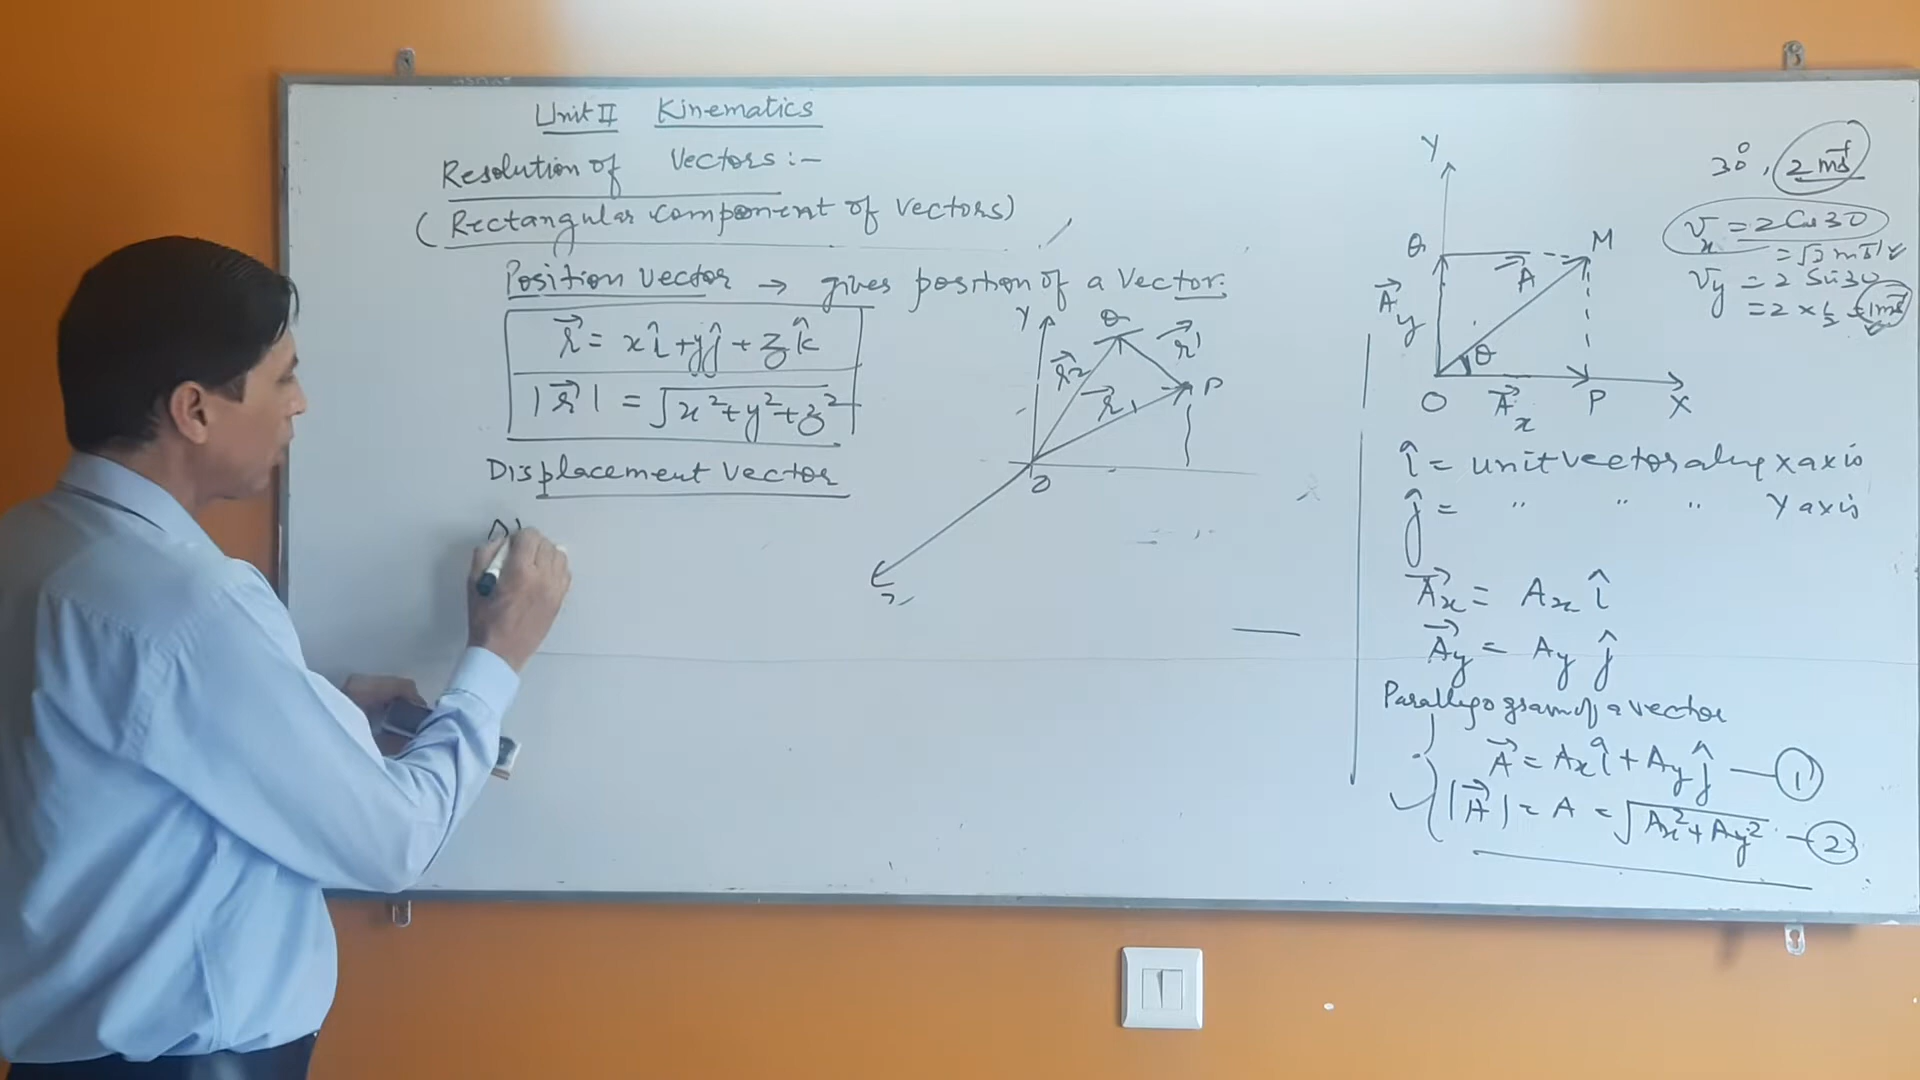 Unit II Kinematics
Resolution of Vectors :-
( Rectangular component of vectors)
Position vector → gives position of a vector.
r⃗ = xî + yĵ + zk̂
|r⃗| = √x²+y²+z²
Displacement vector
Y
Q
r⃗'
r⃗₂
r⃗₁
P
O
Y
Q
M
A⃗
A⃗y
θ
O
A⃗x
P
X
30°, 2 ms⁻¹
Vx = 2 Cos 30
= √3 ms⁻¹
Vy = 2 Sin 30
= 2 × ½ = 1 ms⁻¹
î = unit vector along x axis
ĵ = " " " Y axis
A⃗x = Ax î
A⃗y = Ay ĵ
Parallegogram of a vector
A⃗ = Ax î + Ay ĵ — 1
|A⃗| = A = √Ax² + Ay² — 2